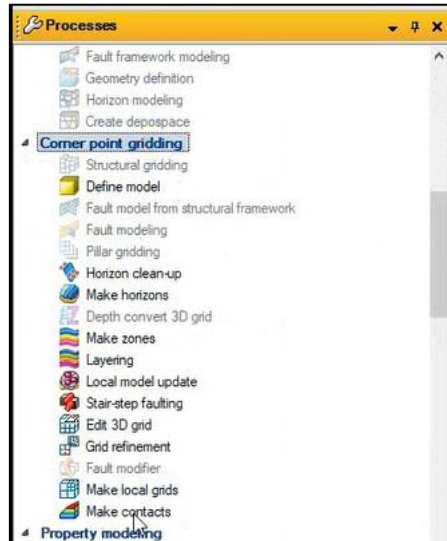 Processes
Fault framework modeling
Geometry definition
Horizon modeling
Create depospace
Corner point gridding
Structural gridding
Define model
Fault model from structural framework
Fault modeling
Pillar gridding
Horizon clean-up
Make horizons
Depth convert 3D grid
Make zones
Layering
Local model update
Stair-step faulting
Edit 3D grid
Grid refinement
Fault modifier
Make local grids
Make contacts
Property modeling